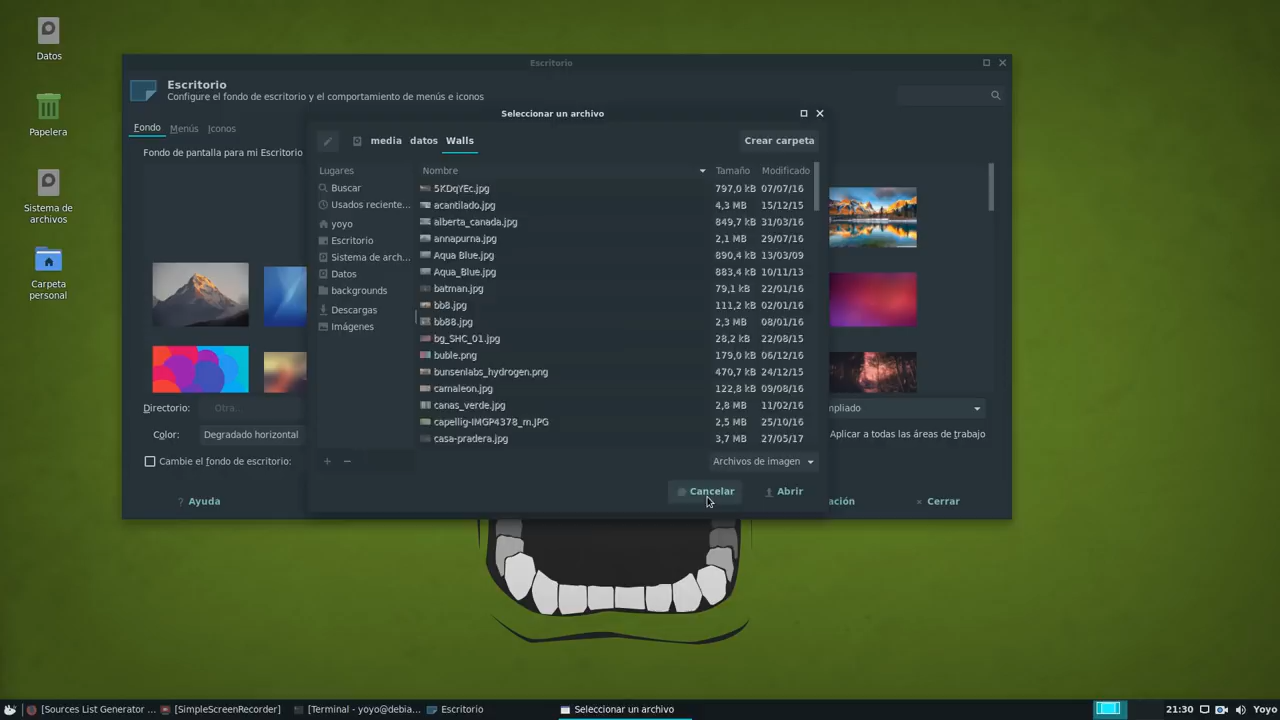 Datos
Papelera
Sistema de
archivos
Carpeta
personal
Escritorio
Escritorio
Configure el fondo de escritorio y el comportamiento de menús e iconos
Fondo Menús Iconos
Fondo de pantalla para mi Escritorio
Directorio: Otra...
Color: Degradado horizontal
Cambie el fondo de escritorio:
Ayuda
Seleccionar un archivo
media datos Walls
Crear carpeta
Lugares
Buscar
Usados reciente...
yoyo
Escritorio
Sistema de arch...
Datos
backgrounds
Descargas
Imágenes
Nombre Tamaño Modificado
5KDqYEc.jpg 797,0 kB 07/07/16
acantilado.jpg 4,3 MB 15/12/15
alberta_canada.jpg 849,7 kB 31/03/16
annapurna.jpg 2,1 MB 29/07/16
Aqua Blue.jpg 890,4 kB 13/03/09
Aqua_Blue.jpg 883,4 kB 10/11/13
batman.jpg 79,1 kB 22/01/16
bb8.jpg 111,2 kB 02/01/16
bb88.jpg 2,3 MB 08/01/16
bg_SHC_01.jpg 28,2 kB 22/08/15
buble.png 179,0 kB 06/12/16
bunsenlabs_hydrogen.png 470,7 kB 24/12/15
camaleon.jpg 122,8 kB 09/08/16
canas_verde.jpg 2,8 MB 11/02/16
capellig-IMGP4378_m.JPG 2,5 MB 25/10/16
casa-pradera.jpg 3,7 MB 27/05/17
+ −
Archivos de imagen
Cancelar Abrir
mpliado
Aplicar a todas las áreas de trabajo
ación
× Cerrar
[Sources List Generator ... [SimpleScreenRecorder] [Terminal - yoyo@debia... Escritorio Seleccionar un archivo 21:30 Yoyo